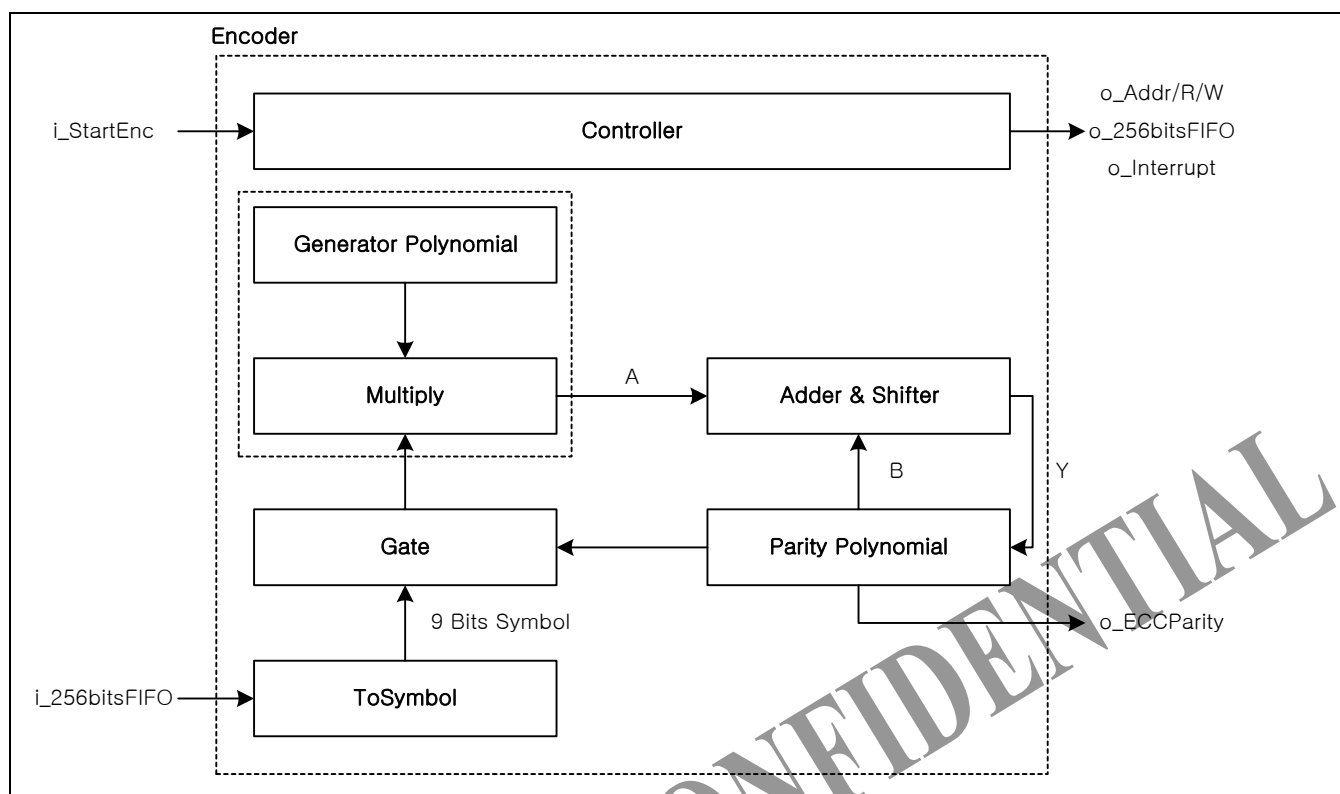 Encoder
i_StartEnc
Controller
o_Addr/R/W
o_256bitsFIFO
o_Interrupt
Generator Polynomial
Multiply
A
Adder & Shifter
B
Y
Gate
Parity Polynomial
9 Bits Symbol
o_ECCParity
i_256bitsFIFO
ToSymbol
ONFIDENTIAL